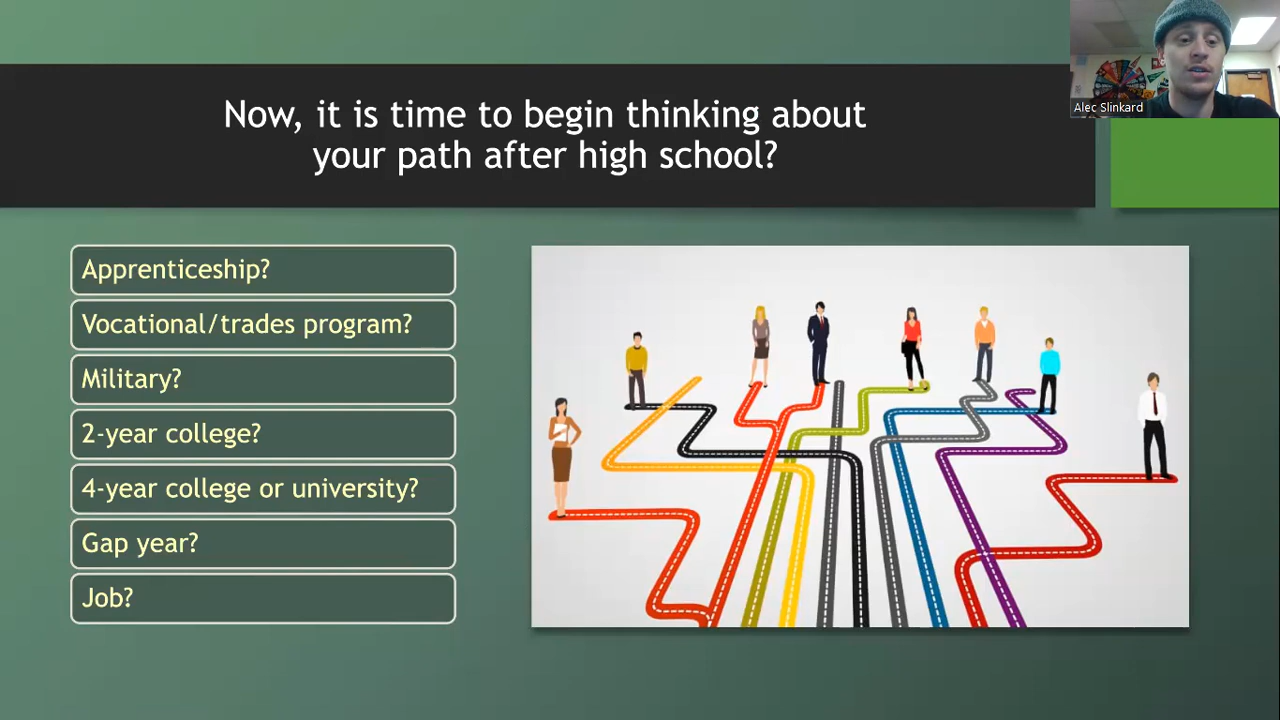 Now, it is time to begin thinking about
your path after high school?
Alec Slinkard
Apprenticeship?
Vocational/trades program?
Military?
2-year college?
4-year college or university?
Gap year?
Job?